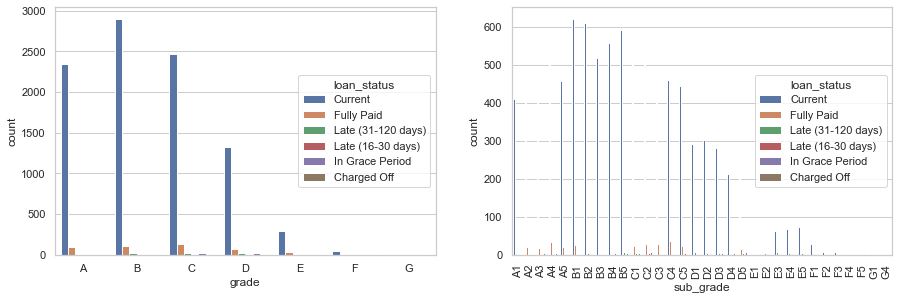 3000
2500
2000
1500
1000
500
0
count
A B C D E F G
grade
loan_status
Current
Fully Paid
Late (31-120 days)
Late (16-30 days)
In Grace Period
Charged Off
600
500
400
300
200
100
0
count
A1 A2 A3 A4 A5 B1 B2 B3 B4 B5 C1 C2 C3 C4 C5 D1 D2 D3 D4 D5 E1 E2 E3 E4 E5 F1 F2 F3 F4 F5 G1 G4
sub_grade
loan_status
Current
Fully Paid
Late (31-120 days)
Late (16-30 days)
In Grace Period
Charged Off